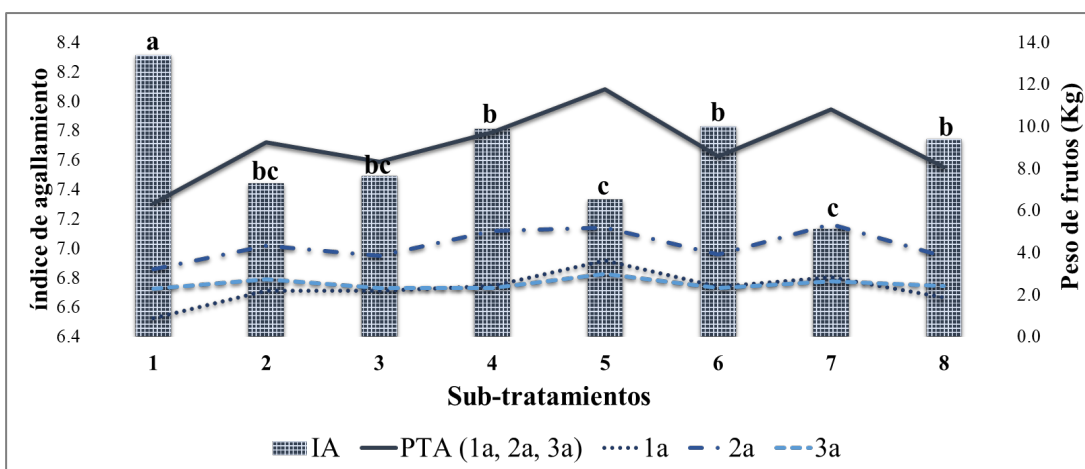 8.4
8.2
8.0
7.8
7.6
7.4
7.2
7.0
6.8
6.6
6.4
índice de agallamiento
a
bc
bc
b
c
b
c
b
14.0
12.0
10.0
8.0
6.0
4.0
2.0
0.0
Peso de frutos (Kg)
1 2 3 4 5 6 7 8
Sub-tratamientos
IA PTA (1a, 2a, 3a) 1a 2a 3a